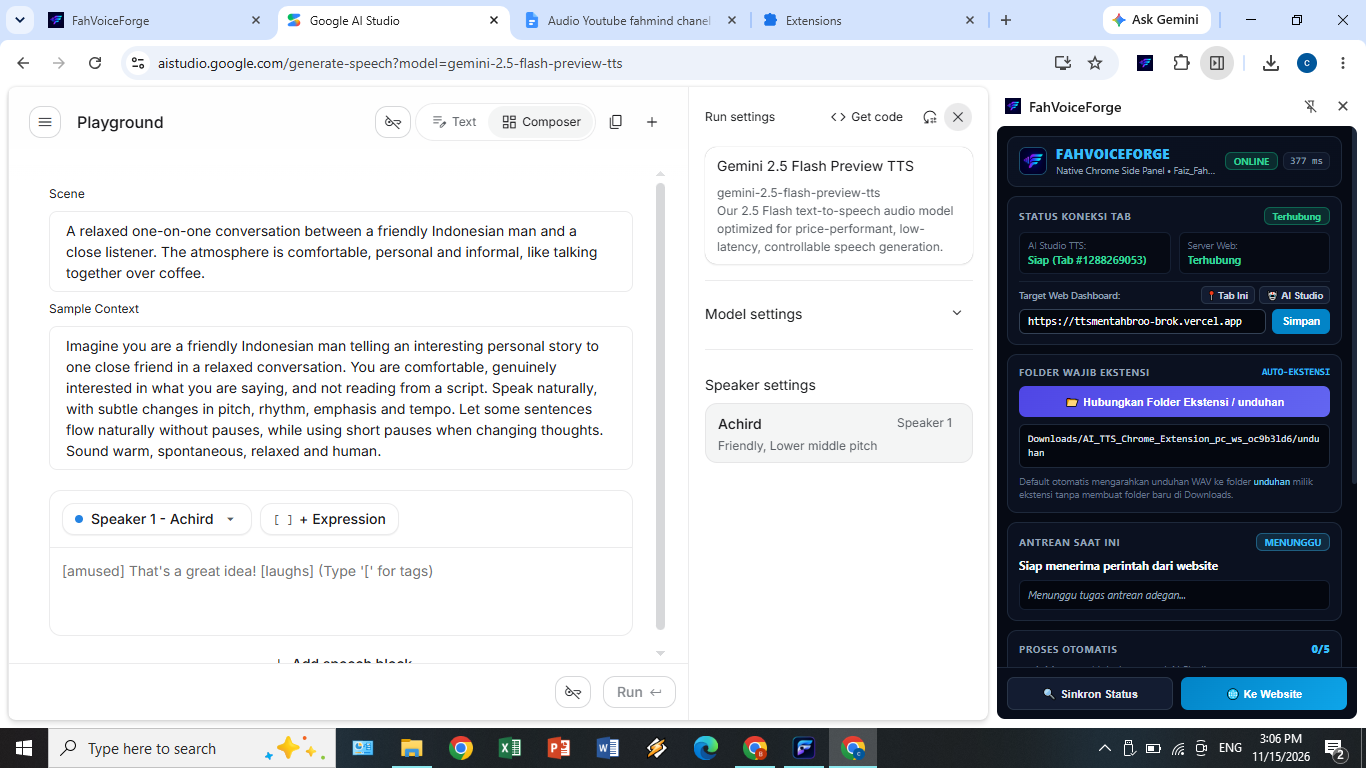 FahVoiceForge
Google AI Studio
Audio Youtube fahmind chanel
Extensions
Ask Gemini
aistudio.google.com/generate-speech?model=gemini-2.5-flash-preview-tts
c
Playground
Text
Composer
Scene
A relaxed one-on-one conversation between a friendly Indonesian man and a
close listener. The atmosphere is comfortable, personal and informal, like talking
together over coffee.
Sample Context
Imagine you are a friendly Indonesian man telling an interesting personal story to
one close friend in a relaxed conversation. You are comfortable, genuinely
interested in what you are saying, and not reading from a script. Speak naturally,
with subtle changes in pitch, rhythm, emphasis and tempo. Let some sentences
flow naturally without pauses, while using short pauses when changing thoughts.
Sound warm, spontaneous, relaxed and human.
Speaker 1 - Achird
[ ] + Expression
[amused] That's a great idea! [laughs] (Type '[' for tags)
+ Add speech block
Run
Run settings
<> Get code
Gemini 2.5 Flash Preview TTS
gemini-2.5-flash-preview-tts
Our 2.5 Flash text-to-speech audio model
optimized for price-performant, low-
latency, controllable speech generation.
Model settings
Speaker settings
Achird
Speaker 1
Friendly, Lower middle pitch
FahVoiceForge
FAHVOICEFORGE
Native Chrome Side Panel • Faiz_Fah...
ONLINE
377 ms
STATUS KONEKSI TAB
Terhubung
AI Studio TTS:
Siap (Tab #1288269053)
Server Web:
Terhubung
Target Web Dashboard:
Tab Ini
AI Studio
https://ttsmentahbroo-brok.vercel.app
Simpan
FOLDER WAJIB EKSTENSI
AUTO-EKSTENSI
Hubungkan Folder Ekstensi / unduhan
Downloads/AI_TTS_Chrome_Extension_pc_ws_oc9b3ld6/undu
han
Default otomatis mengarahkan unduhan WAV ke folder unduhan milik
ekstensi tanpa membuat folder baru di Downloads.
ANTREAN SAAT INI
MENUNGGU
Siap menerima perintah dari website
Menunggu tugas antrean adegan...
PROSES OTOMATIS
0/5
Sinkron Status
Ke Website
Type here to search
ENG
3:06 PM
11/15/2026
2